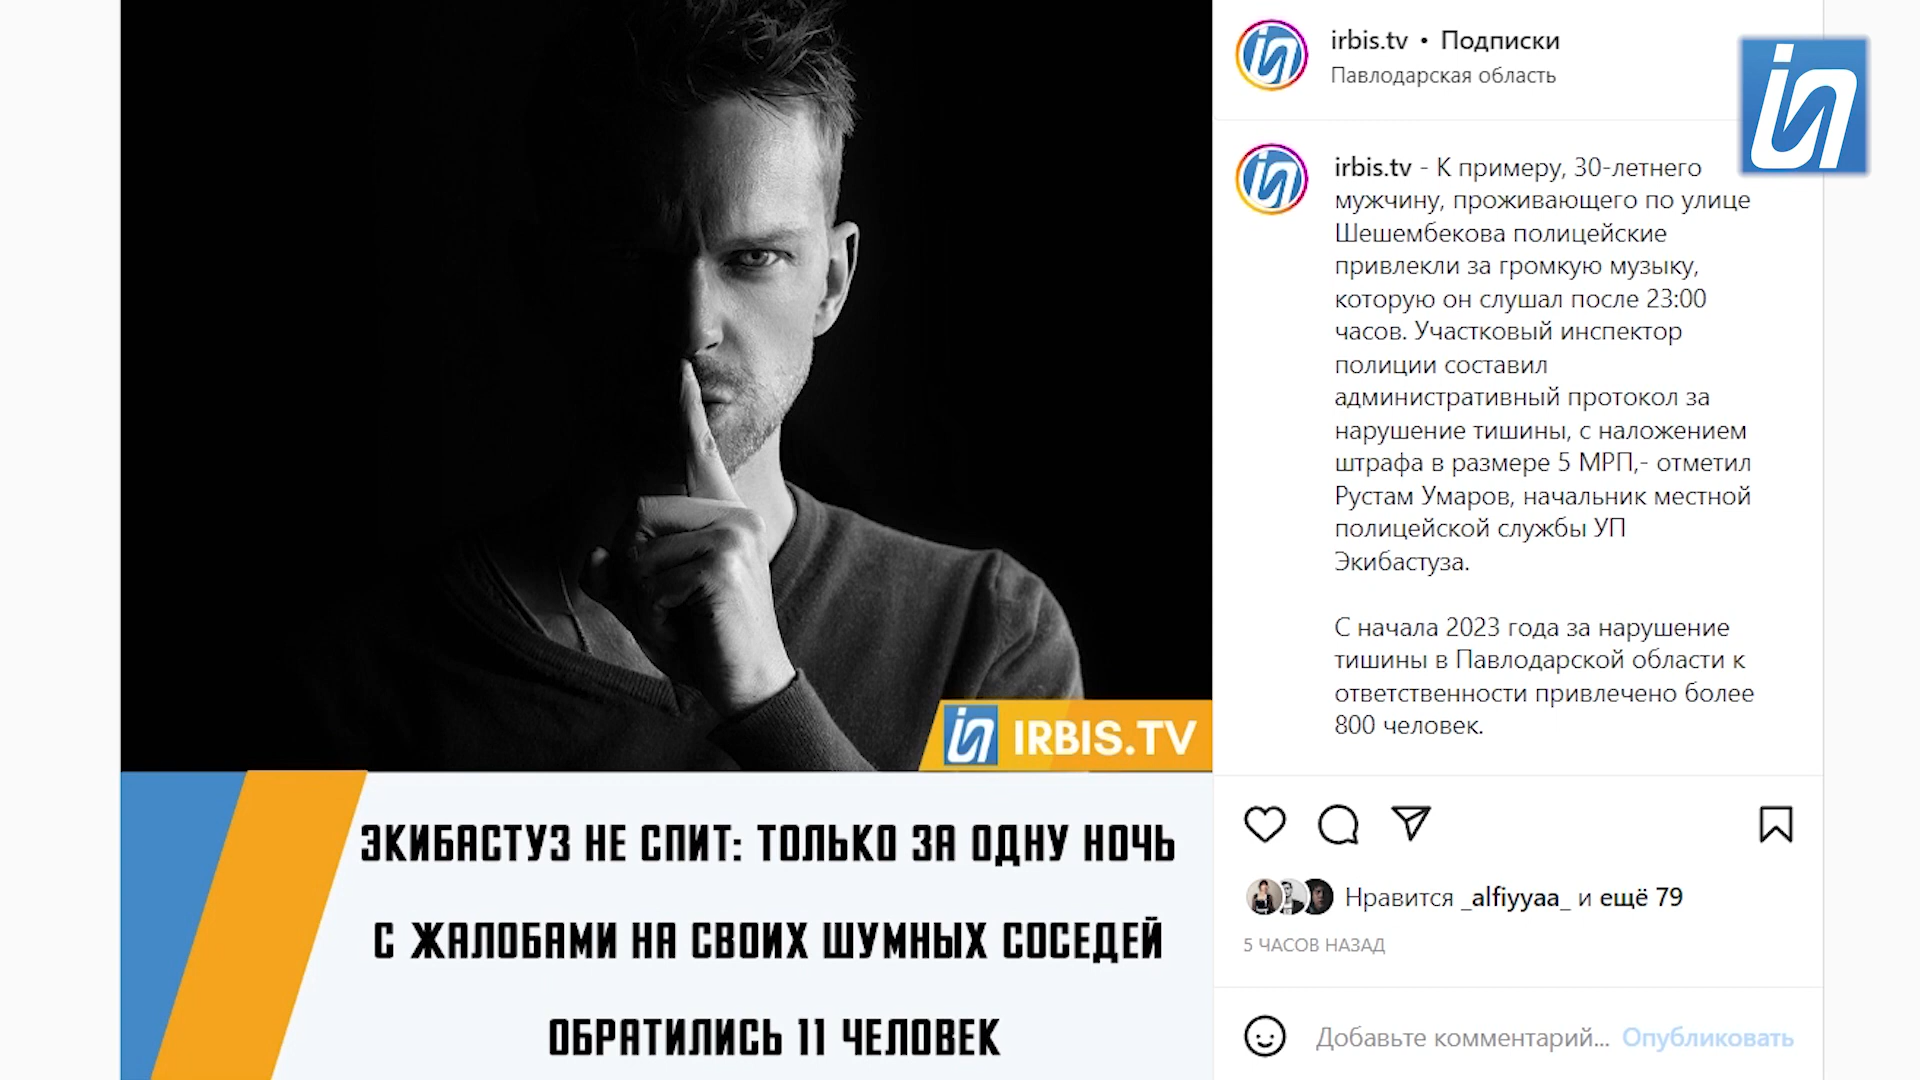 irbis.tv • Подписки
Павлодарская область
irbis.tv - К примеру, 30-летнего
мужчину, проживающего по улице
Шешембекова полицейские
привлекли за громкую музыку,
которую он слушал после 23:00
часов. Участковый инспектор
полиции составил
административный протокол за
нарушение тишины, с наложением
штрафа в размере 5 МРП,- отметил
Рустам Умаров, начальник местной
полицейской службы УП
Экибастуза.
С начала 2023 года за нарушение
тишины в Павлодарской области к
ответственности привлечено более
800 человек.
IRBIS.TV
ЭКИБАСТУЗ НЕ СПИТ: ТОЛЬКО ЗА ОДНУ НОЧЬ
С ЖАЛОБАМИ НА СВОИХ ШУМНЫХ СОСЕДЕЙ
ОБРАТИЛИСЬ 11 ЧЕЛОВЕК
Нравится _alfiyyaa_ и ещё 79
5 ЧАСОВ НАЗАД
Добавьте комментарий... Опубликовать